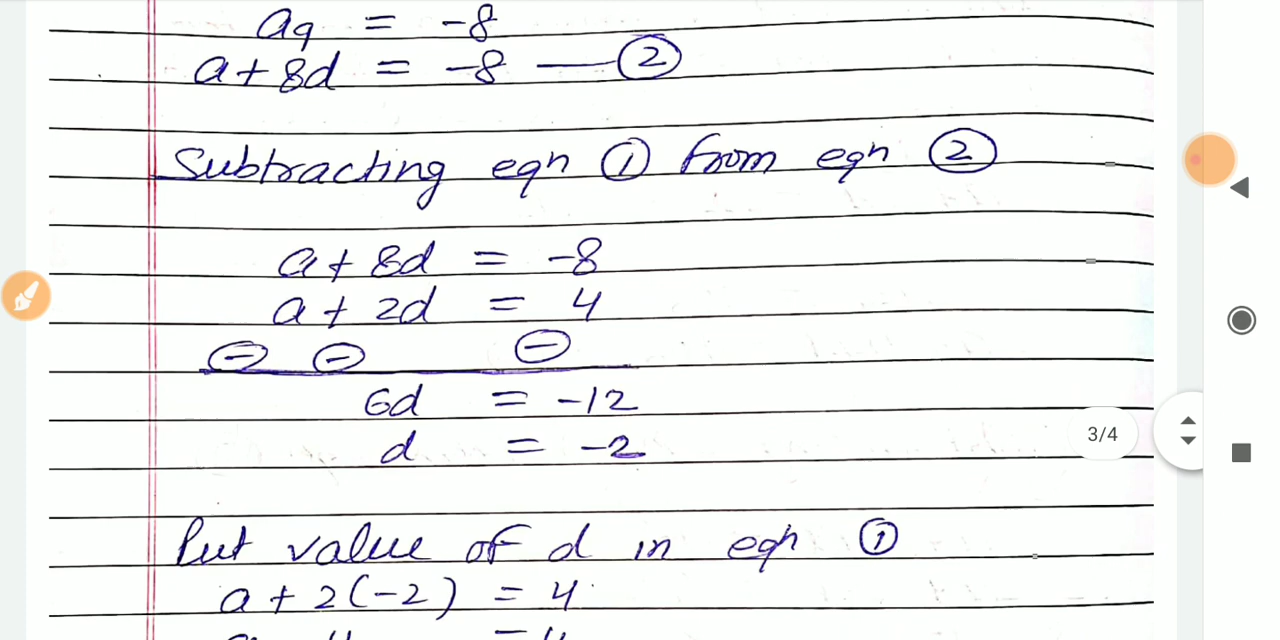 a9 = -8
a + 8d = -8 — ②
Subtracting eqn ① from eqn ②
a + 8d = -8
a + 2d = 4
⊖ ⊖ ⊖
6d = -12
d = -2
3/4
Put value of d in eqn ①
a + 2(-2) = 4